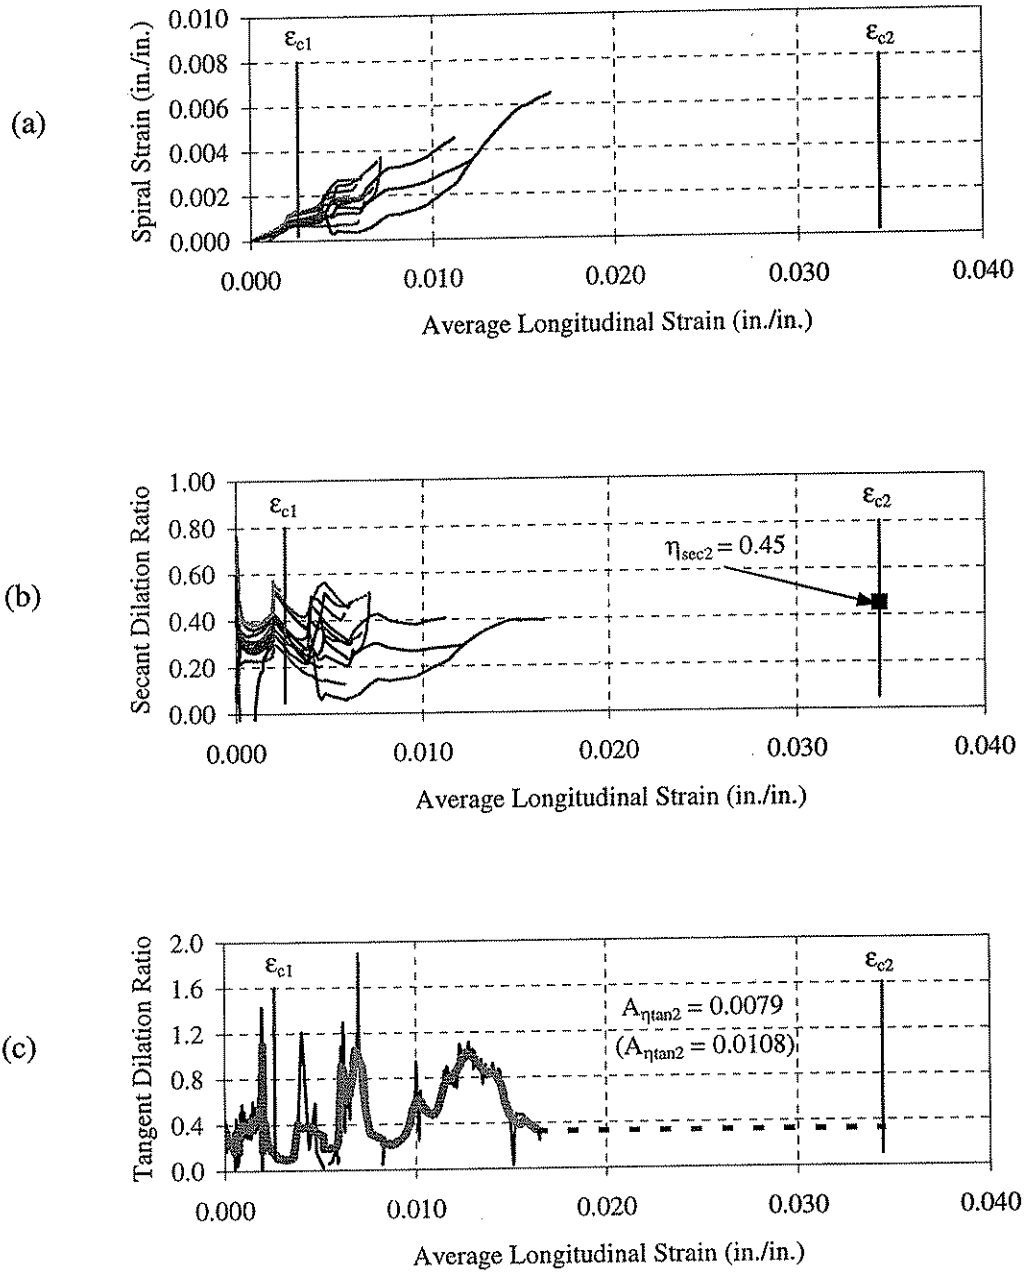 (a)
Spiral Strain (in./in.)
0.010
0.008
0.006
0.004
0.002
0.000
εc1
εc2
0.000 0.010 0.020 0.030 0.040
Average Longitudinal Strain (in./in.)
(b)
Secant Dilation Ratio
1.00
0.80
0.60
0.40
0.20
0.00
εc1
εc2
ηsec2 = 0.45
0.000 0.010 0.020 0.030 0.040
Average Longitudinal Strain (in./in.)
(c)
Tangent Dilation Ratio
2.0
1.6
1.2
0.8
0.4
0.0
εc1
εc2
Aηtan2 = 0.0079
(Aηtan2 = 0.0108)
0.000 0.010 0.020 0.030 0.040
Average Longitudinal Strain (in./in.)